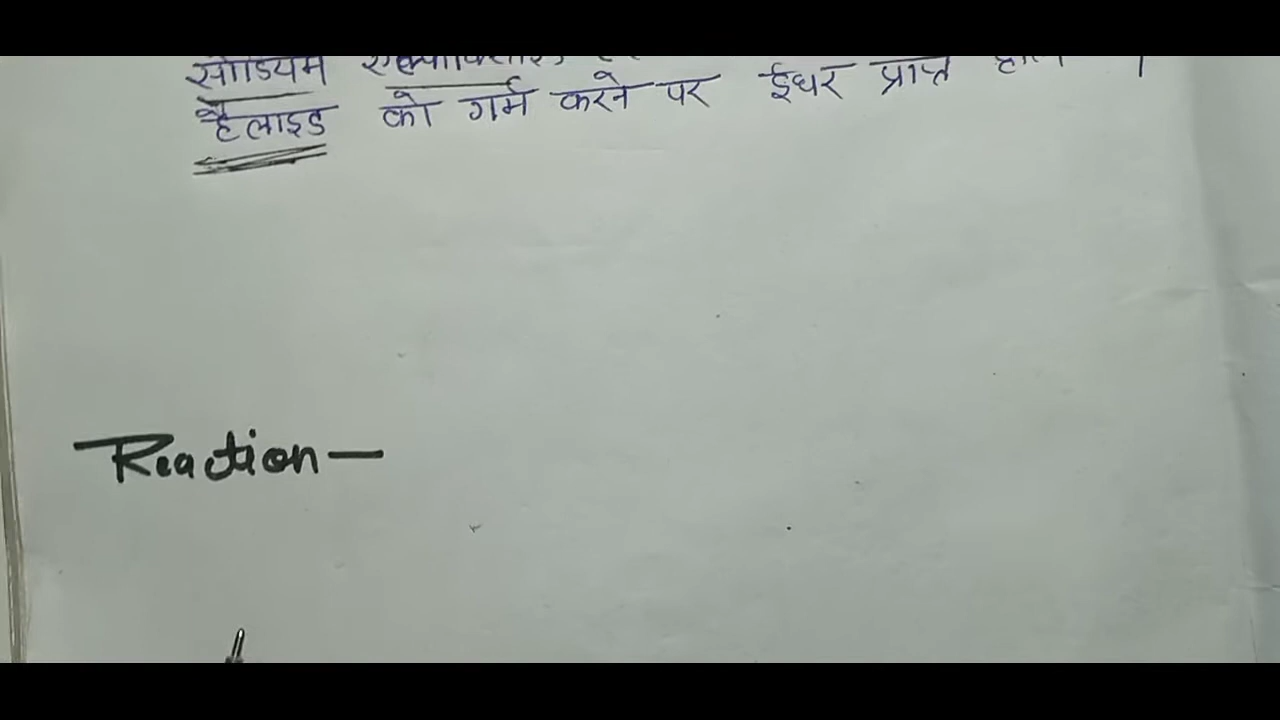 सोडियम
हैलाइड को गर्म करने पर ईथर प्राप्त
Reaction —